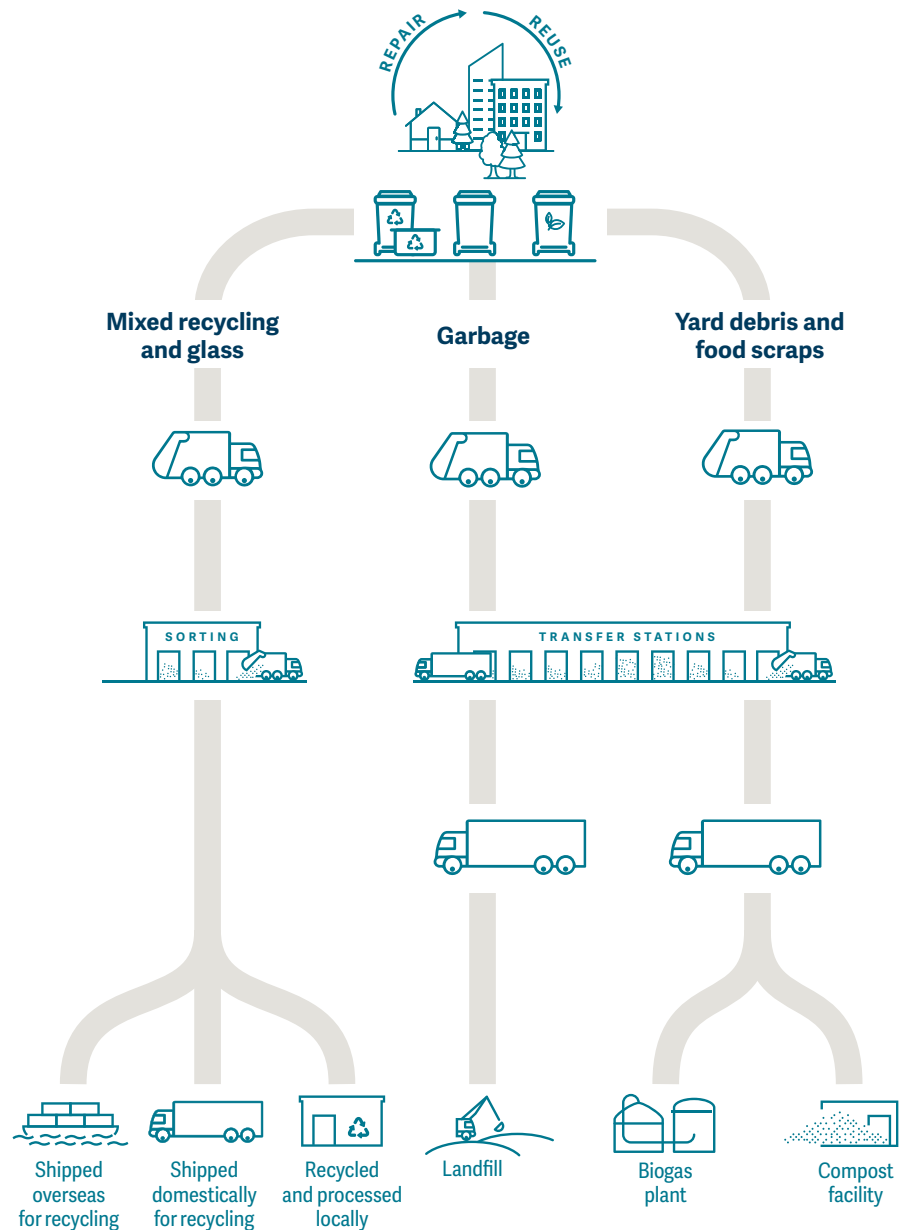 REPAIR
REUSE
Mixed recycling
and glass
Garbage
Yard debris and
food scraps
SORTING
TRANSFER STATIONS
Shipped
overseas
for recycling
Shipped
domestically
for recycling
Recycled
and processed
locally
Landfill
Biogas
plant
Compost
facility